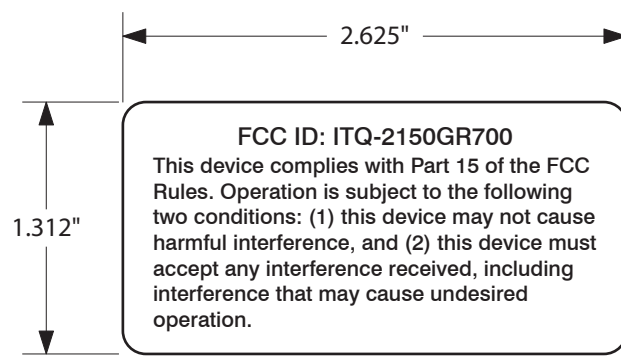 2.625"
1.312"
FCC ID: ITQ-2150GR700
This device complies with Part 15 of the FCC
Rules. Operation is subject to the following
two conditions: (1) this device may not cause
harmful interference, and (2) this device must
accept any interference received, including
interference that may cause undesired
operation.